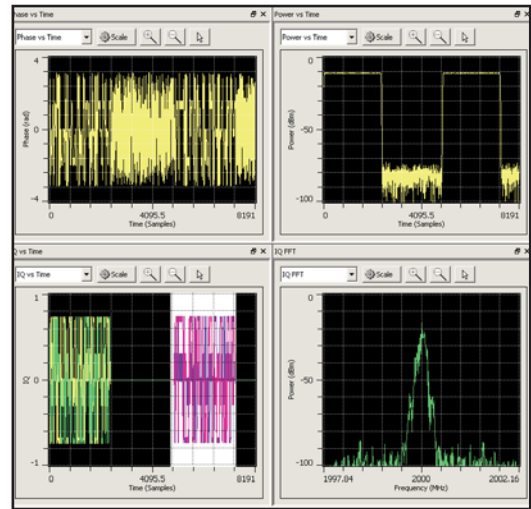 Phase vs Time
Power vs Time
Phase vs Time
Scale
Power vs Time
Scale
4
0
-4
Phase (rad)
0
4095.5
8191
Time (Samples)
0
-50
-100
Power (dBm)
0
4095.5
8191
Time (Samples)
IQ vs Time
IQ FFT
IQ vs Time
Scale
IQ FFT
Scale
1
0
-1
IQ
0
4095.5
8191
Time (Samples)
0
-50
-100
Power (dBm)
1997.84
2000
2002.16
Frequency (MHz)